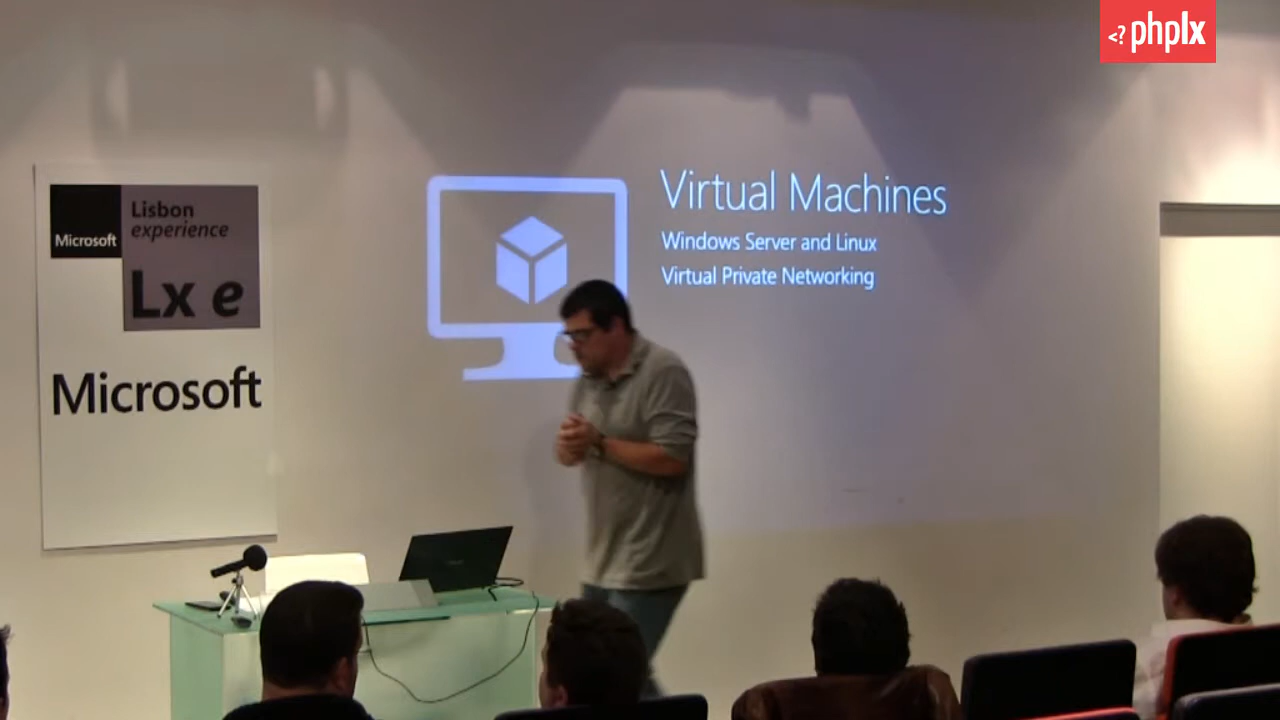 <? phplx
Virtual Machines
Windows Server and Linux
Virtual Private Networking
Lisbon
experience
Microsoft
Lx e
Microsoft